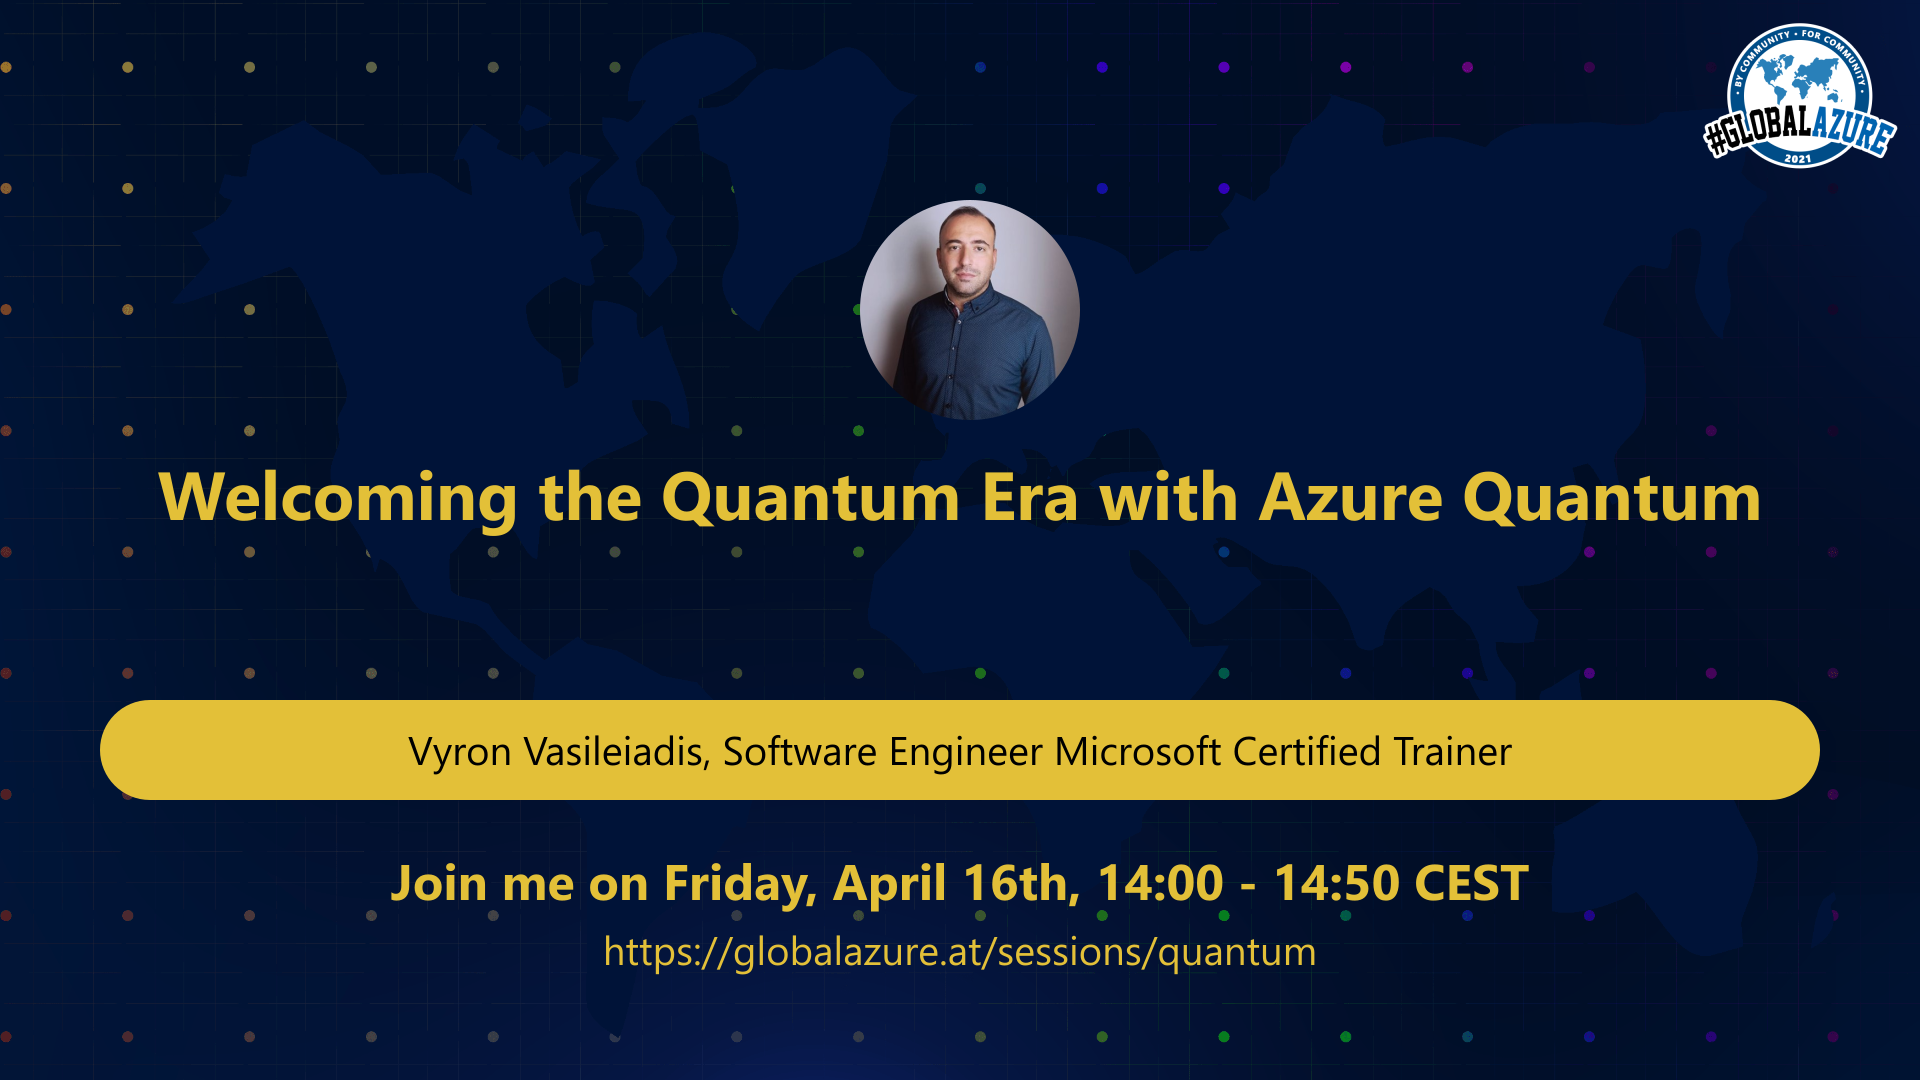 • BY COMMUNITY • FOR COMMUNITY •
#GLOBALAZURE
2021
Welcoming the Quantum Era with Azure Quantum
Vyron Vasileiadis, Software Engineer Microsoft Certified Trainer
Join me on Friday, April 16th, 14:00 - 14:50 CEST
https://globalazure.at/sessions/quantum